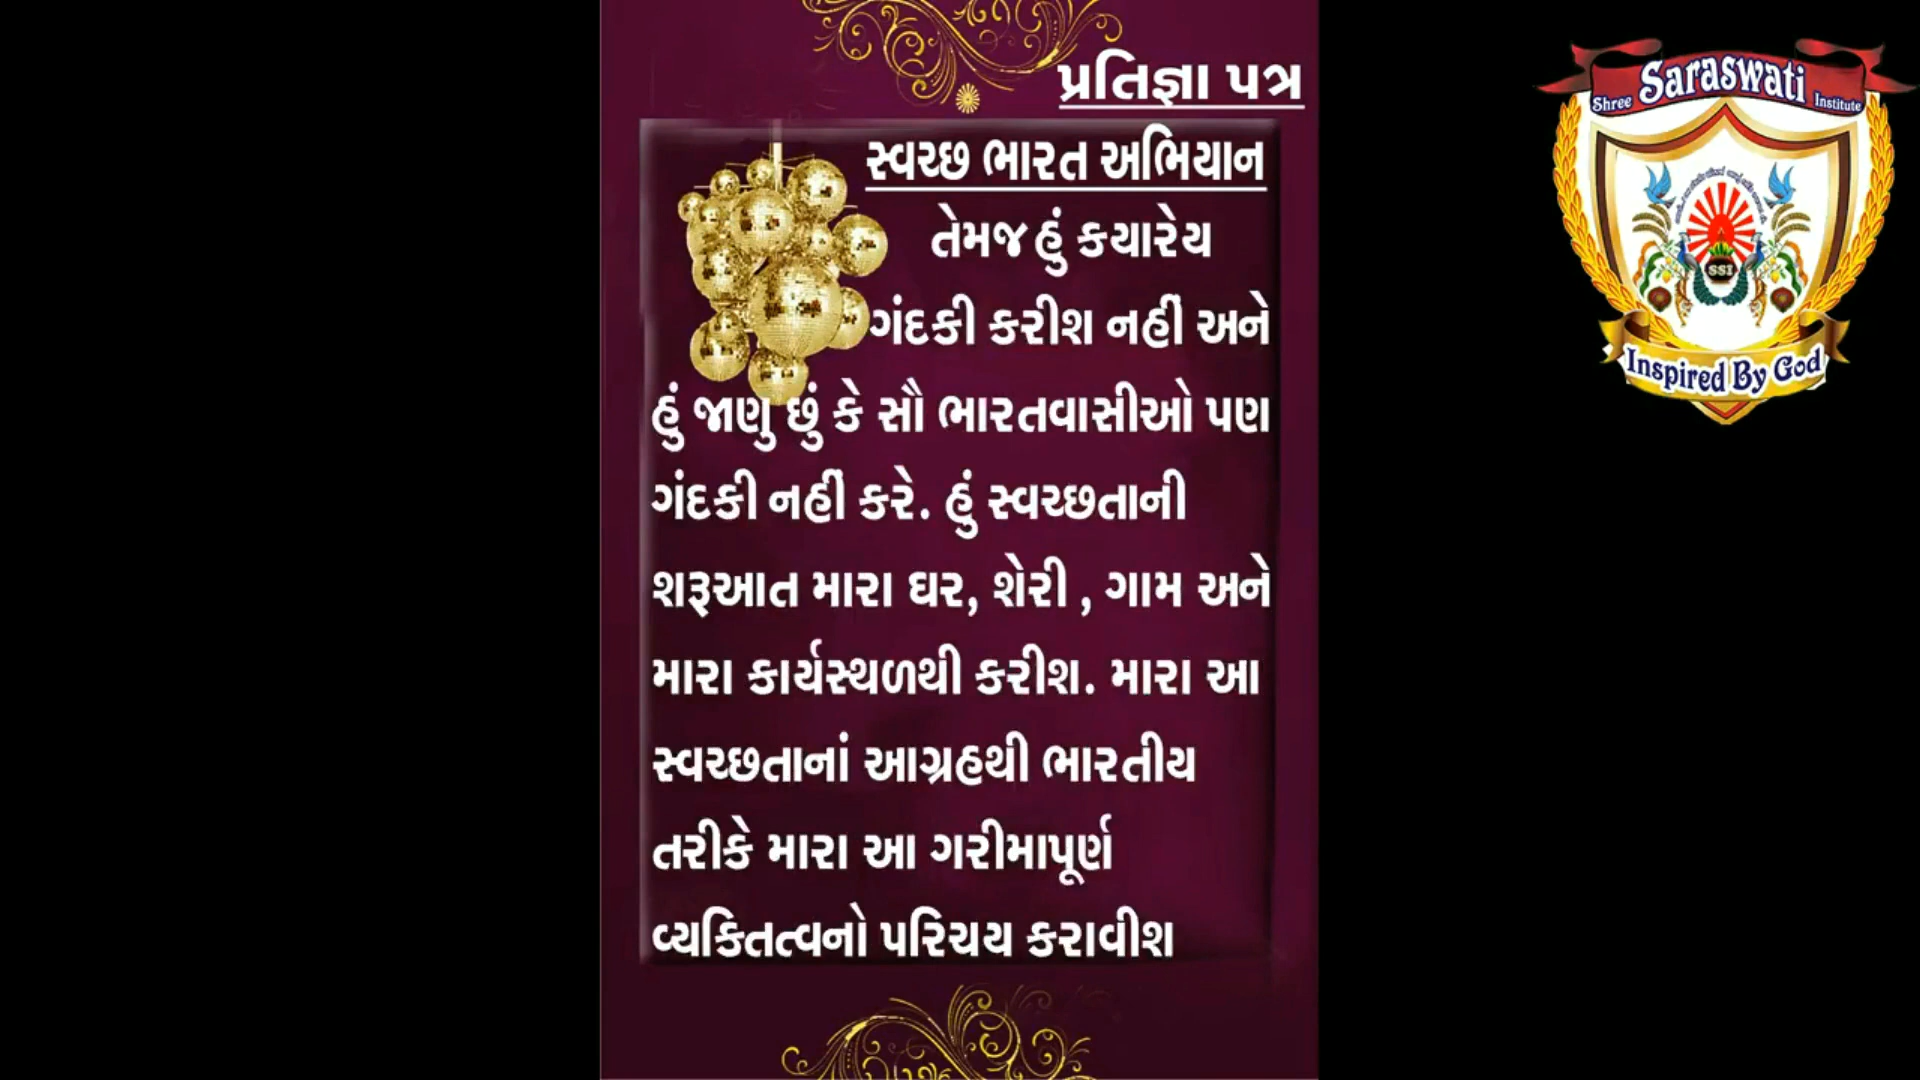 પ્રતિજ્ઞા પત્ર
સ્વચ્છ ભારત અભિયાન
તેમજ હું કયારેય
ગંદકી કરીશ નહીં અને
હું જાણુ છું કે સૌ ભારતવાસીઓ પણ
ગંદકી નહીં કરે. હું સ્વચ્છતાની
શરૂઆત મારા ઘર, શેરી , ગામ અને
મારા કાર્યસ્થળથી કરીશ. મારા આ
સ્વચ્છતાનાં આગ્રહથી ભારતીય
તરીકે મારા આ ગરીમાપૂર્ણ
વ્યકિતત્વનો પરિચય કરાવીશ
Shree Saraswati Institute
SSI
Inspired By God